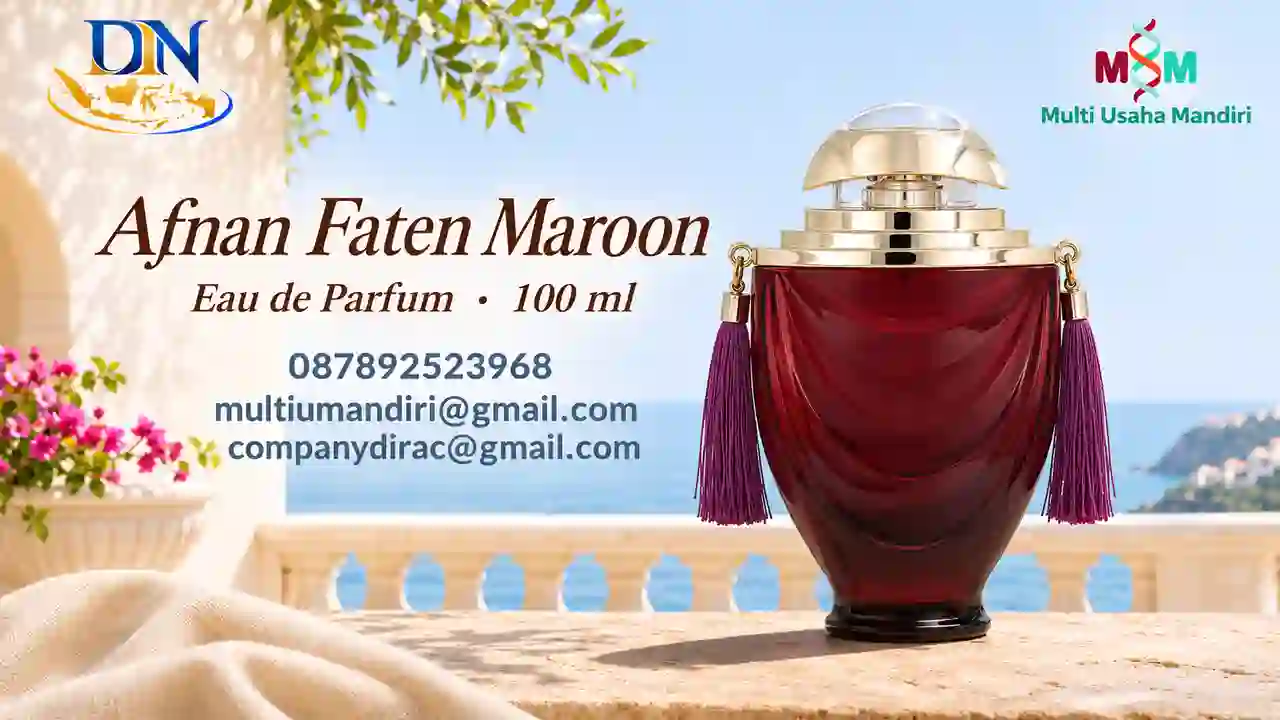 DIN
MSM
Multi Usaha Mandiri
Afnan Faten Maroon
Eau de Parfum • 100 ml
087892523968
multiumandiri@gmail.com
companydirac@gmail.com